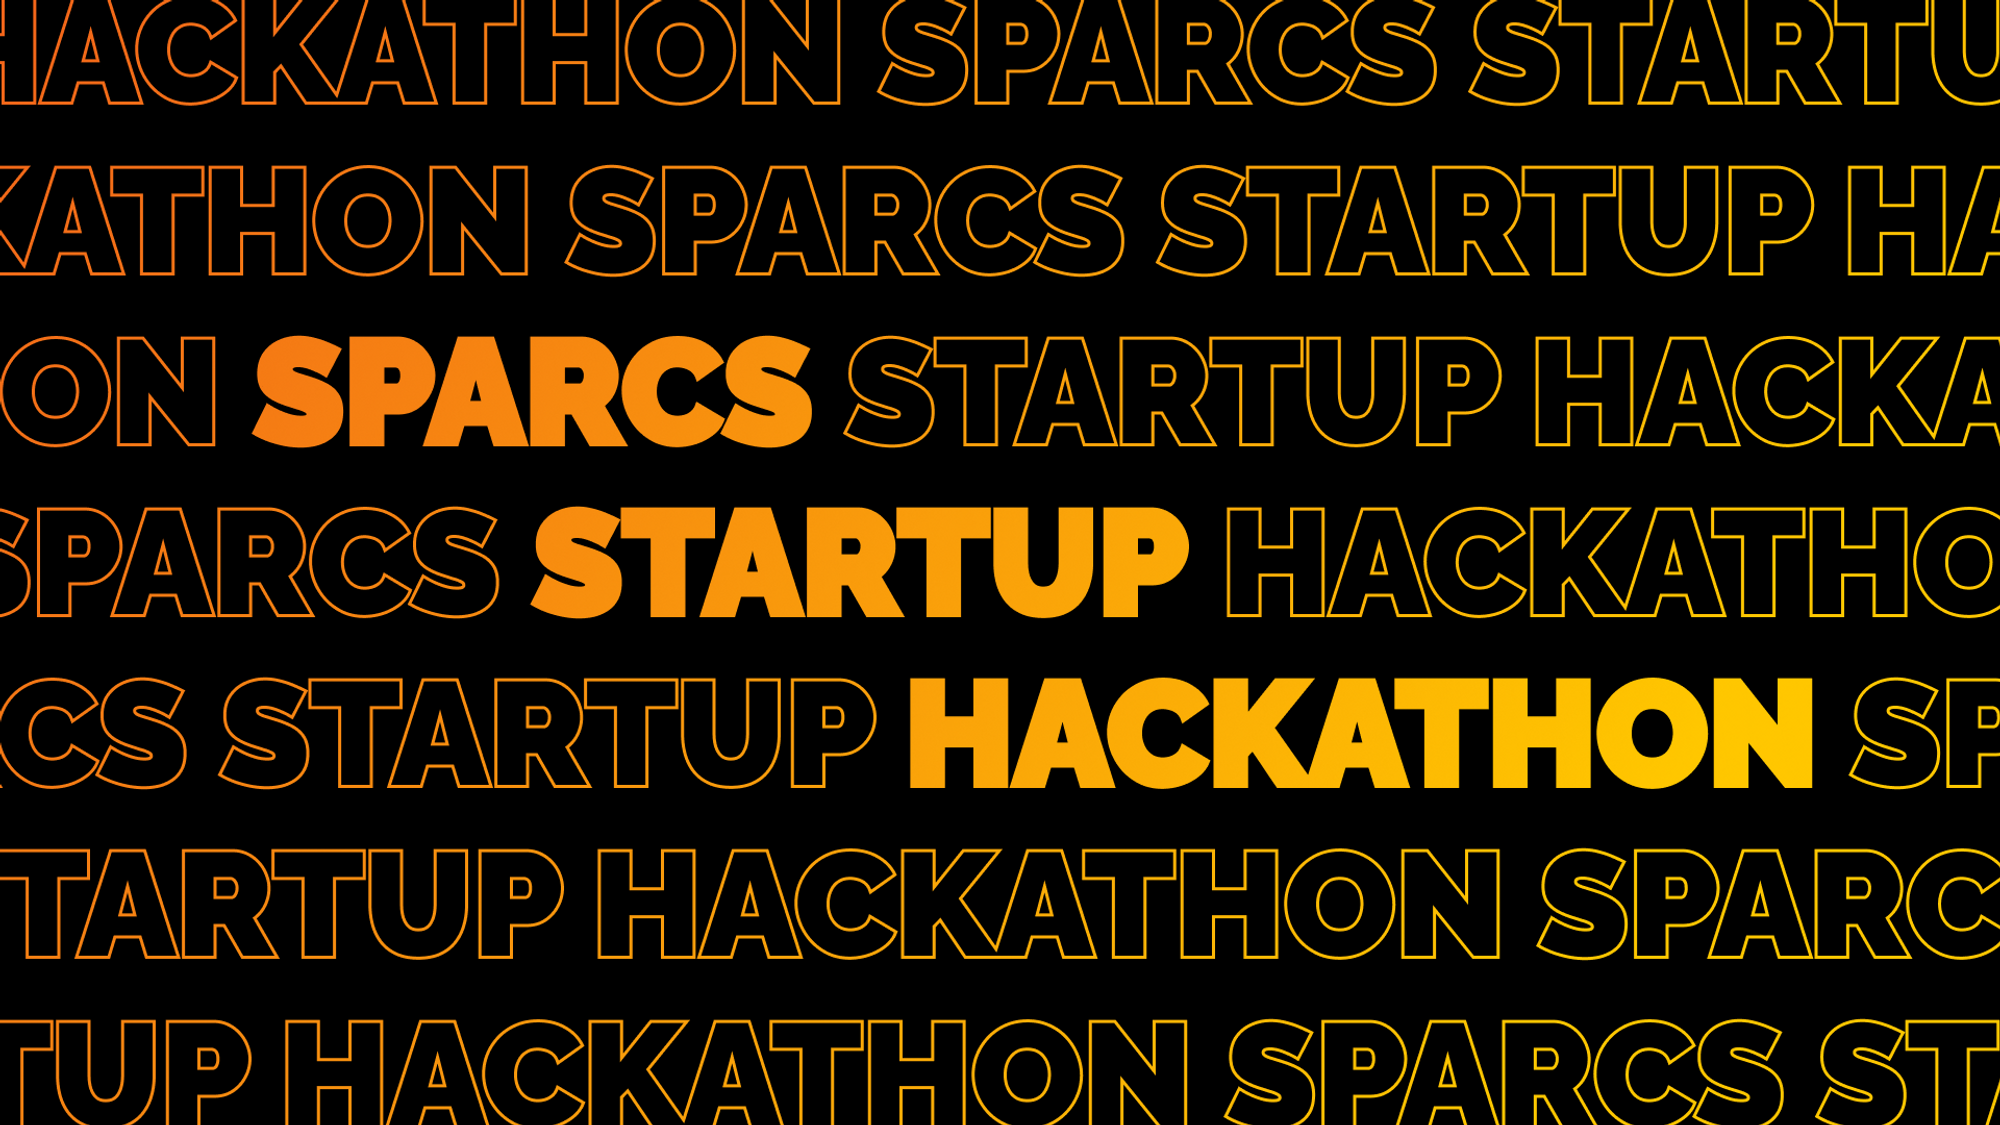 HACKATHON SPARCS STARTU
KATHON SPARCS STARTUP HA
ON SPARCS STARTUP HACKA
SPARCS STARTUP HACKATHO
CS STARTUP HACKATHON SP
TARTUP HACKATHON SPARC
TUP HACKATHON SPARCS ST